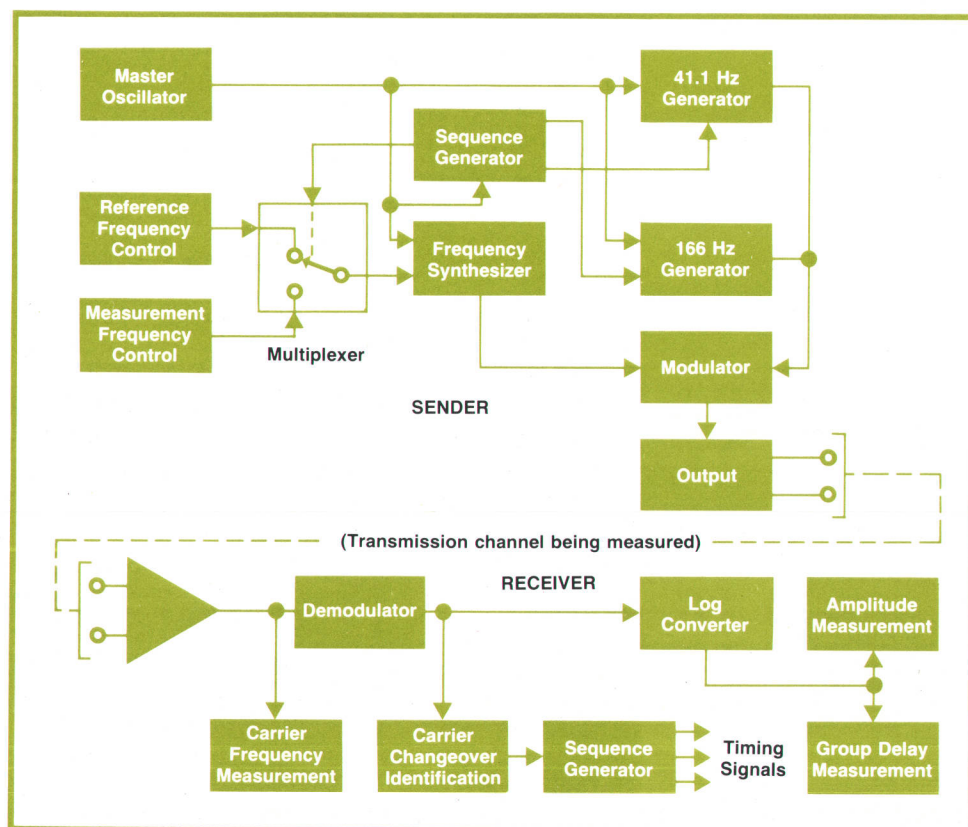 Master
Oscillator
41.1 Hz
Generator
Sequence
Generator
Reference
Frequency
Control
Frequency
Synthesizer
166 Hz
Generator
Measurement
Frequency
Control
Multiplexer
Modulator
SENDER
Output
(Transmission channel being measured)
RECEIVER
Demodulator
Log
Converter
Amplitude
Measurement
Carrier
Frequency
Measurement
Carrier
Changeover
Identification
Sequence
Generator
Timing
Signals
Group Delay
Measurement